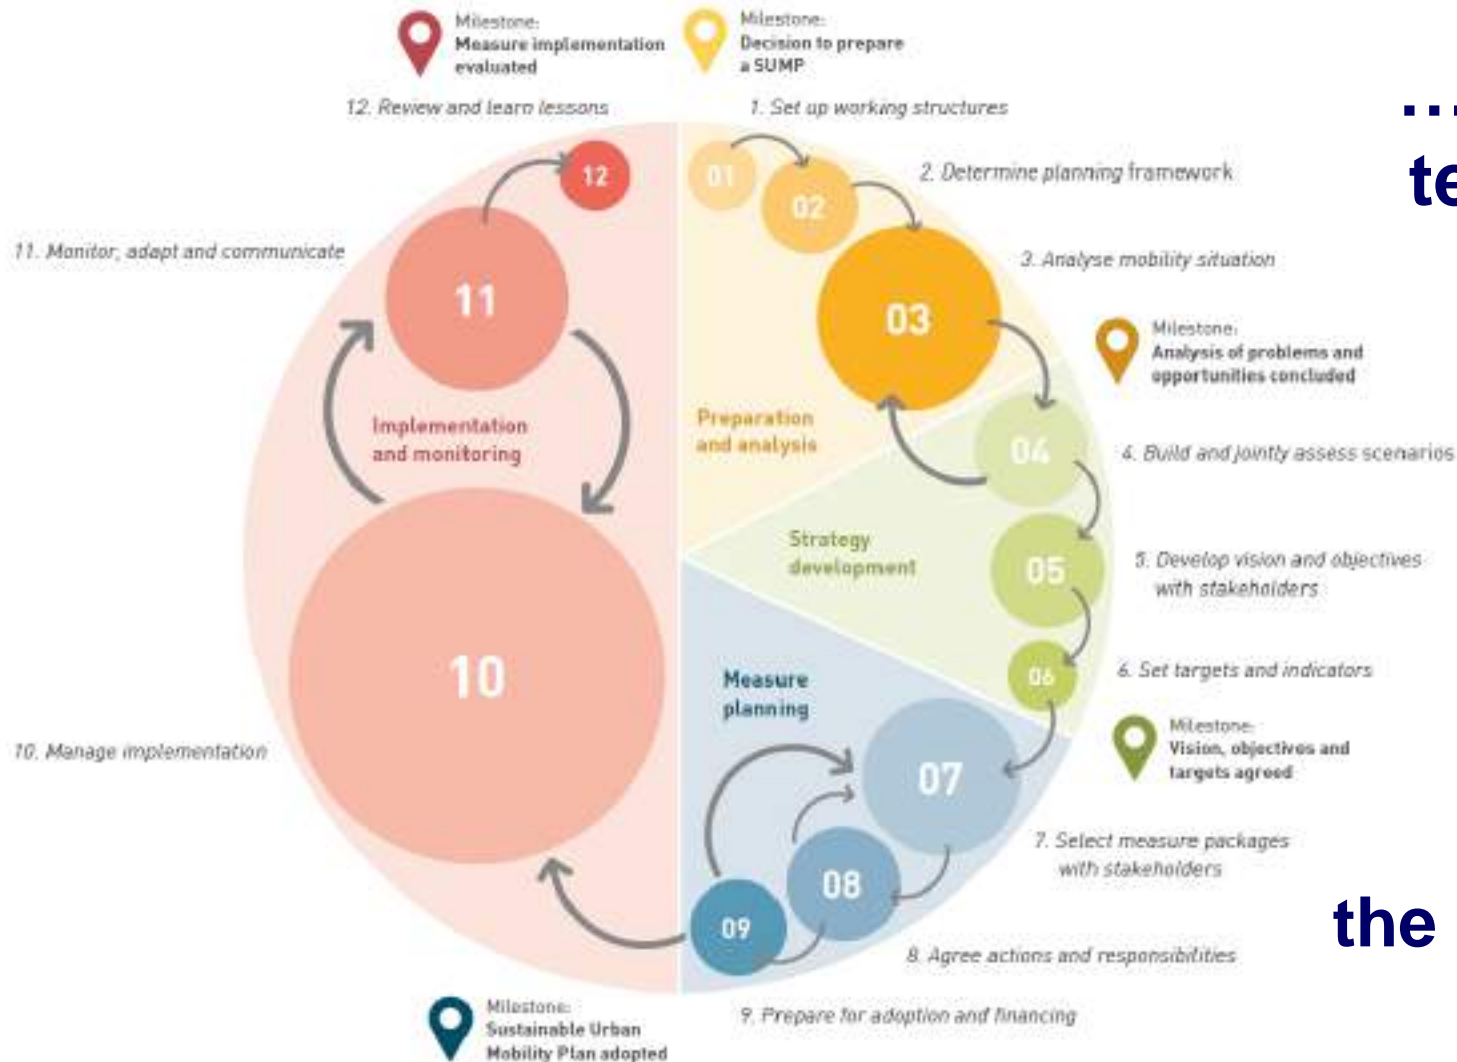 Milestone:
Measure implementation
evaluated
Milestone:
Decision to prepare
a SUMP
12. Review and learn lessons
1. Set up working structures
2. Determine planning framework
3. Analyse mobility situation
Milestone:
Analysis of problems and
opportunities concluded
4. Build and jointly assess scenarios
5. Develop vision and objectives
with stakeholders
6. Set targets and indicators
Milestone:
Vision, objectives and
targets agreed
7. Select measure packages
with stakeholders
8. Agree actions and responsibilities
9. Prepare for adoption and financing
Milestone:
Sustainable Urban
Mobility Plan adopted
10. Manage implementation
11. Monitor, adapt and communicate
01
02
03
Preparation
and analysis
04
05
06
Strategy
development
Measure
planning
07
08
09
10
Implementation
and monitoring
11
12
the